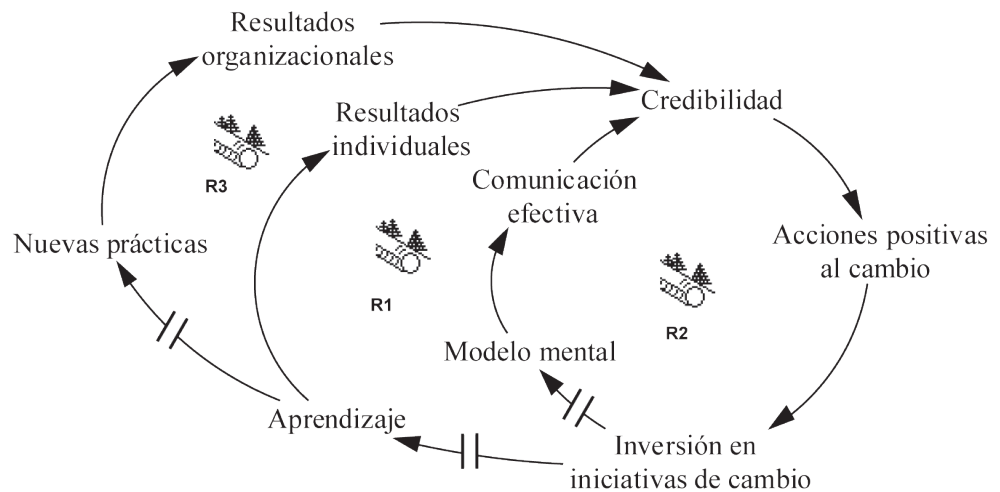 Resultados
organizacionales
Resultados
individuales
Credibilidad
R3
Comunicación
efectiva
Nuevas prácticas
Acciones positivas
al cambio
R1
R2
Modelo mental
Aprendizaje
Inversión en
iniciativas de cambio